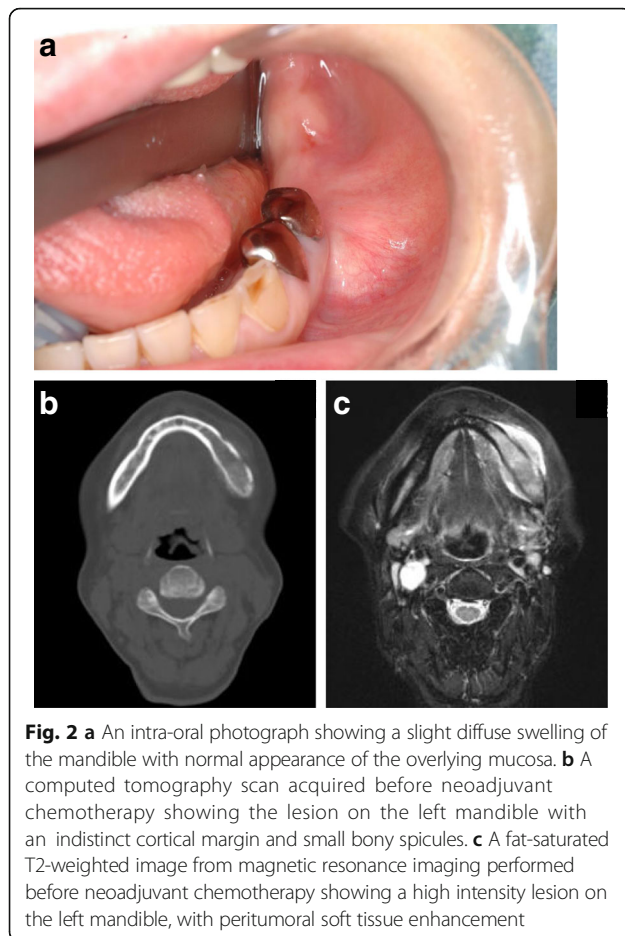 a
b
c
Fig. 2 a An intra-oral photograph showing a slight diffuse swelling of
the mandible with normal appearance of the overlying mucosa. b A
computed tomography scan acquired before neoadjuvant
chemotherapy showing the lesion on the left mandible with
an indistinct cortical margin and small bony spicules. c A fat-saturated
T2-weighted image from magnetic resonance imaging performed
before neoadjuvant chemotherapy showing a high intensity lesion on
the left mandible, with peritumoral soft tissue enhancement